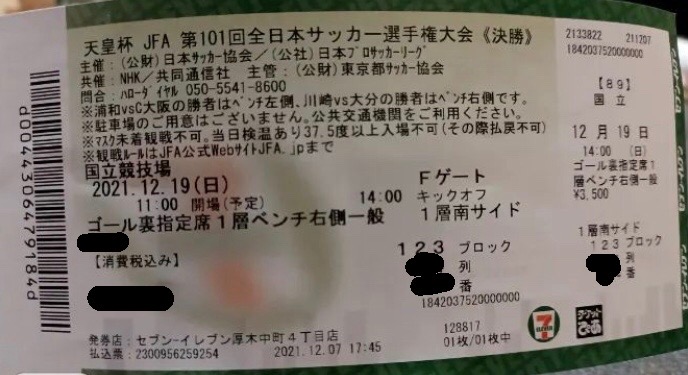 天皇杯 JFA 第101回全日本サッカー選手権大会《決勝》
主催：(公財)日本サッカー協会／(公社)日本プロサッカーリーグ
共催：NHK／共同通信社 主管：(公財)東京都サッカー協会
問合：ハローダイヤル 050-5541-8600
※浦和vsC大阪の勝者はベンチ左側、川崎vs大分の勝者はベンチ右側です。
※駐車場のご用意はございません。公共交通機関をご利用ください。
※マスク未着観戦不可。当日検温あり37.5度以上入場不可(その際払戻不可)
※観戦ルールはJFA公式WebサイトJFA.jpまで
国立競技場
2021.12.19(日)
11:00 開場(予定)
14:00 キックオフ
Fゲート
ゴール裏指定席1層ベンチ右側一般
1層南サイド
123 ブロック
列
番
【消費税込み】
1842037520000000
128817
01枚/01枚中
発券店：セブン-イレブン厚木中町4丁目店
払込票：2300956259254
2021.12.07 17:45
2133822 211207
1842037520000000
【89】
国立
12月19日
14:00 (日)
ゴール裏指定席1
層ベンチ右側一般
¥3,500
1層南サイド
123 ブロック
列
番
d0004430647918​4d
7
ELEVEN
チケット
ぴあ